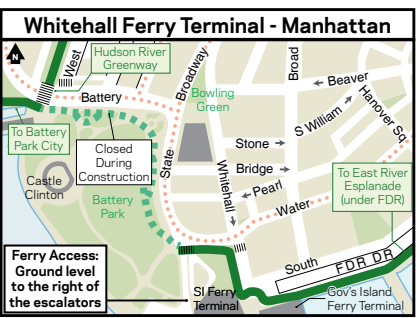 Whitehall Ferry Terminal - Manhattan
N
West
Hudson River
Greenway
Broadway
Broad
Beaver
Battery
Bowling
Green
S William
Hanover Sq
To Battery
Park City
Closed
During
Construction
State
Stone
Bridge
Whitehall
Pearl
Castle
Clinton
Battery
Park
Water
To East River
Esplanade
(under FDR)
Ferry Access:
Ground level
to the right of
the escalators
South
FDR DR
SI Ferry
Terminal
Gov's Island
Ferry Terminal